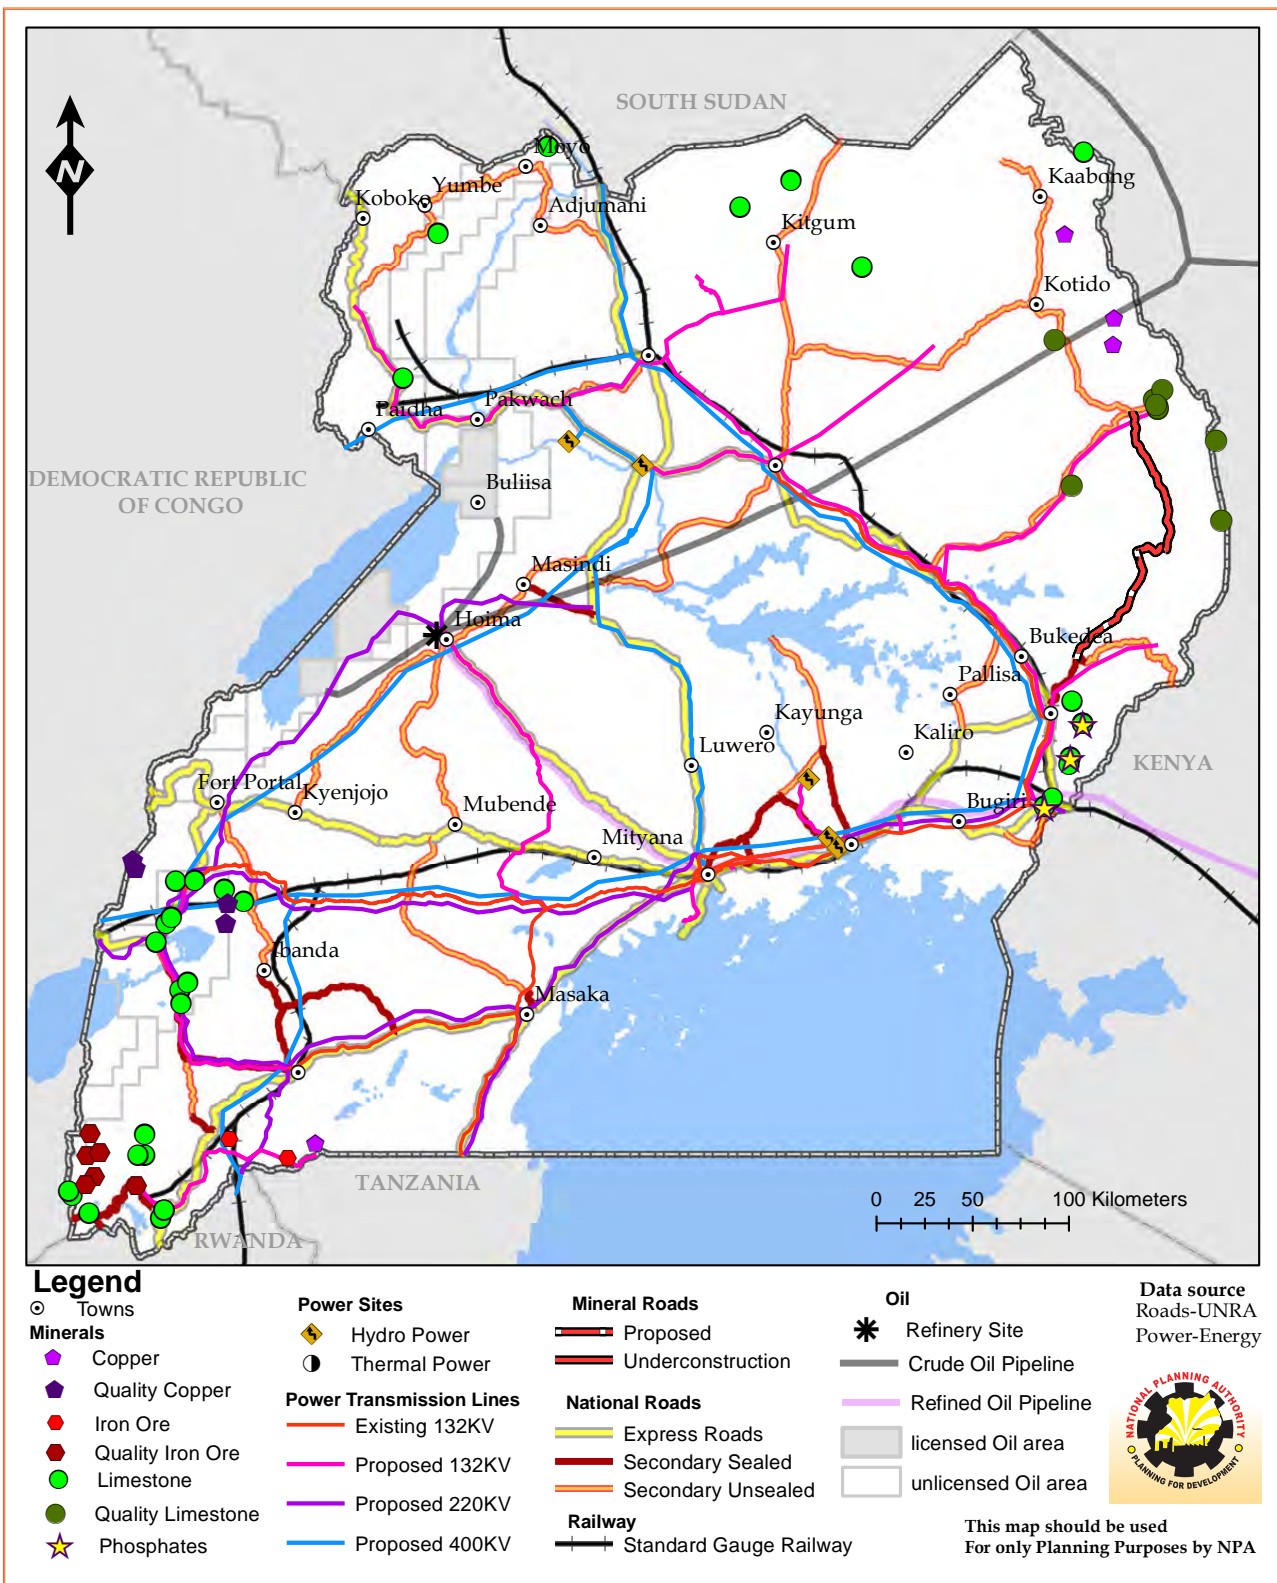 SOUTH SUDAN
N
Moyo
Yumbe
Koboko
Adjumani
Kaabong
Kitgum
Kotido
Paidha
Pakwach
DEMOCRATIC REPUBLIC
OF CONGO
Buliisa
Masindi
Hoima
Bukedea
Pallisa
Kayunga
Luwero
Kaliro
KENYA
Fort Portal
Kyenjojo
Mubende
Bugiri
Mityana
Ibanda
Masaka
TANZANIA
RWANDA
0 25 50 100 Kilometers
Legend
Towns
Minerals
Copper
Quality Copper
Iron Ore
Quality Iron Ore
Limestone
Quality Limestone
Phosphates
Power Sites
Hydro Power
Thermal Power
Power Transmission Lines
Existing 132KV
Proposed 132KV
Proposed 220KV
Proposed 400KV
Mineral Roads
Proposed
Underconstruction
National Roads
Express Roads
Secondary Sealed
Secondary Unsealed
Railway
Standard Gauge Railway
Oil
Refinery Site
Crude Oil Pipeline
Refined Oil Pipeline
licensed Oil area
unlicensed Oil area
Data source
Roads-UNRA
Power-Energy
NATIONAL PLANNING AUTHORITY
PLANNING FOR DEVELOPMENT
This map should be used
For only Planning Purposes by NPA